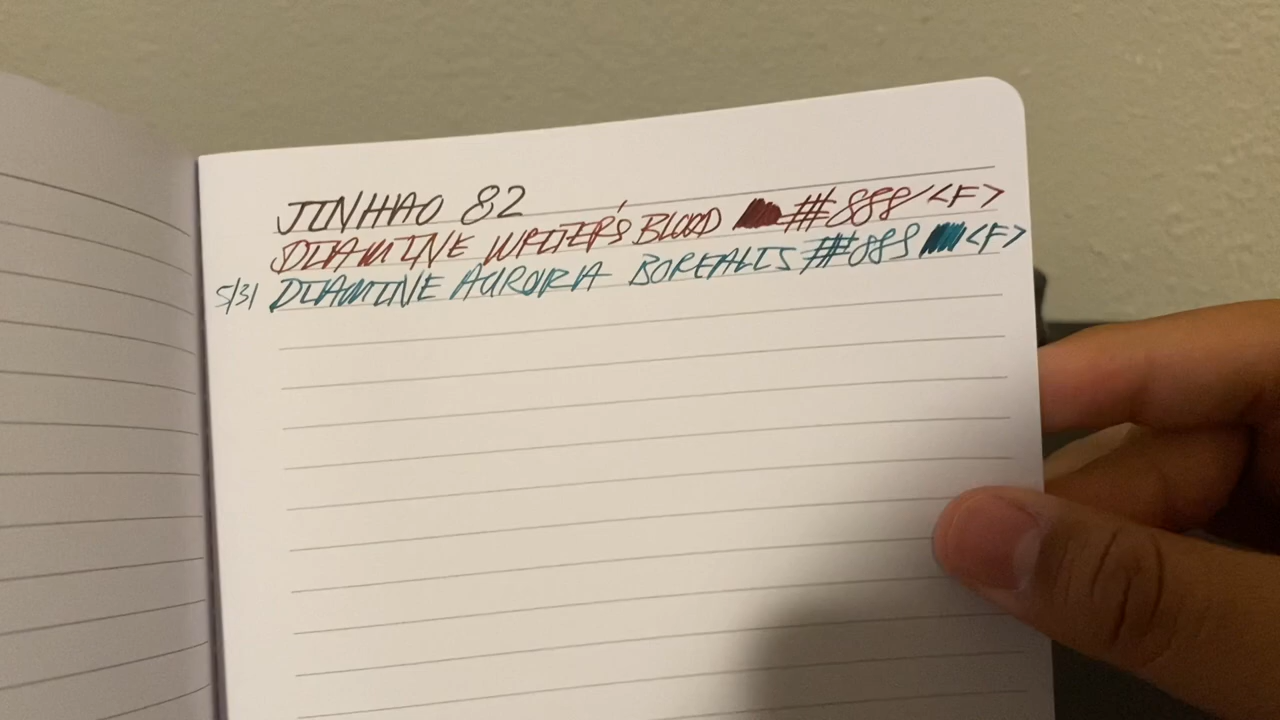 JINHAO 82
DIAMINE WRITER'S BLOOD #888/<F>
5/31 DIAMINE AURORA BOREALIS #888 <F>